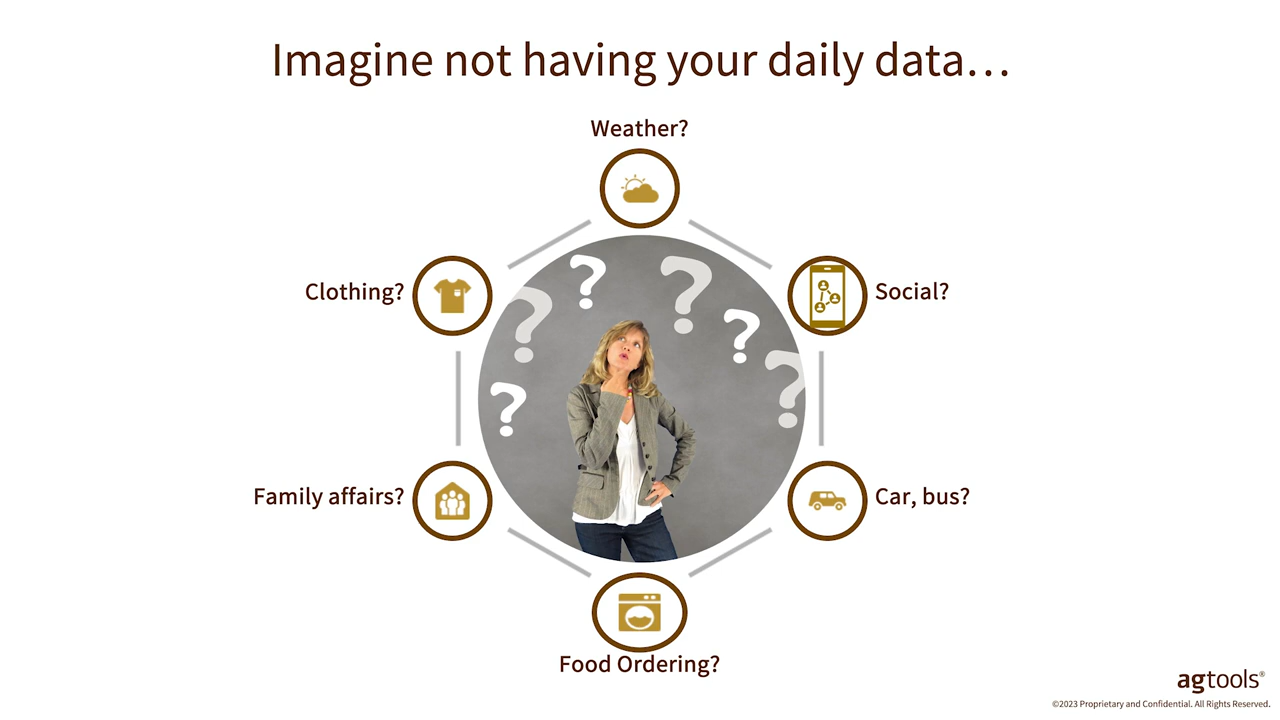 Imagine not having your daily data…
Weather?
Clothing?
Social?
Family affairs?
Car, bus?
Food Ordering?
agtools®
©2023 Proprietary and Confidential. All Rights Reserved.